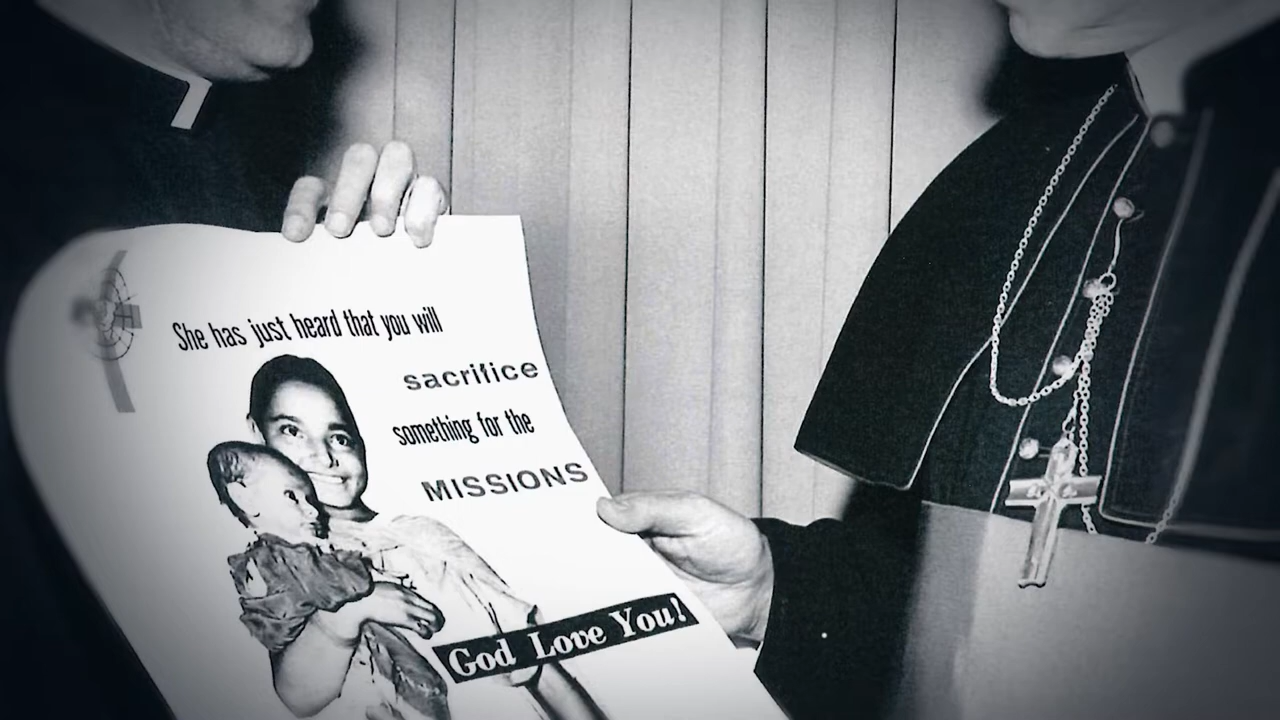 She has just heard that you will
sacrifice
something for the
MISSIONS
God Love You!